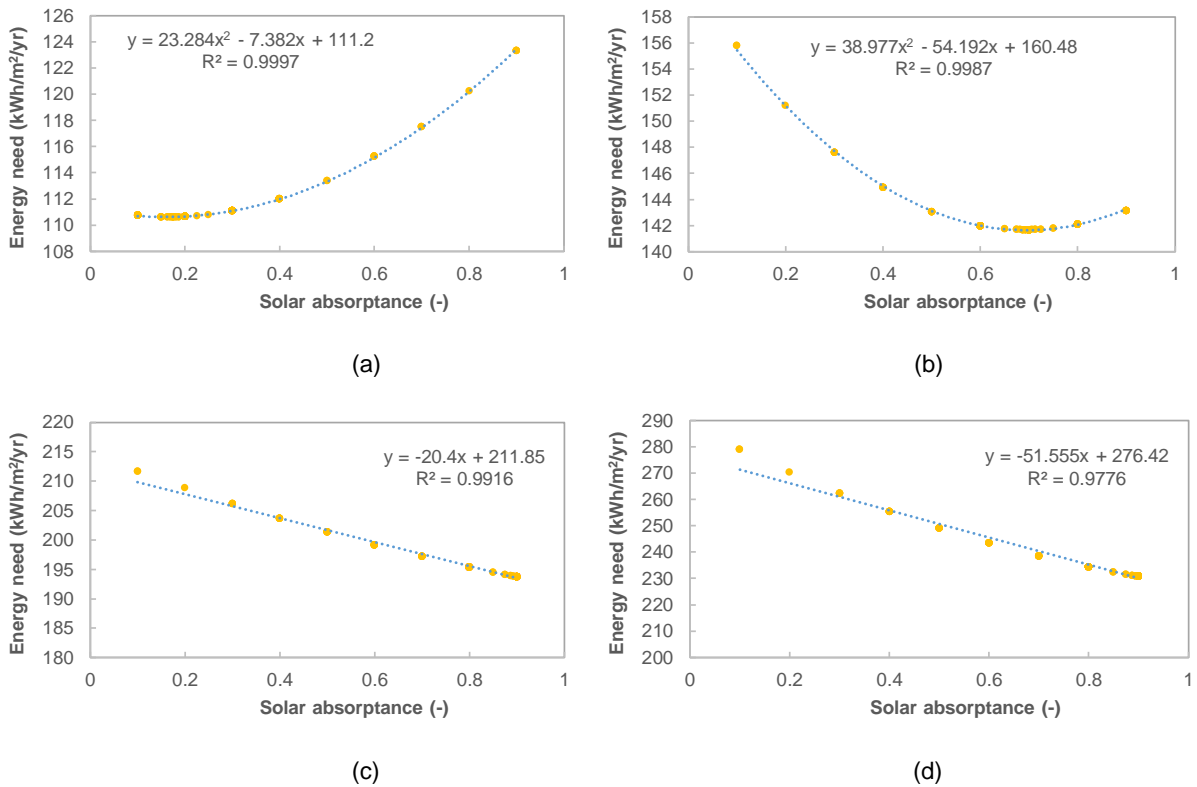 y = 23.284x² - 7.382x + 111.2
R² = 0.9997
126
124
122
120
118
116
114
112
110
108
0 0.2 0.4 0.6 0.8 1
Energy need (kWh/m²/yr)
Solar absorptance (-)
(a)
y = 38.977x² - 54.192x + 160.48
R² = 0.9987
158
156
154
152
150
148
146
144
142
140
0 0.2 0.4 0.6 0.8 1
Energy need (kWh/m²/yr)
Solar absorptance (-)
(b)
y = -20.4x + 211.85
R² = 0.9916
220
215
210
205
200
195
190
185
180
0 0.2 0.4 0.6 0.8 1
Energy need (kWh/m²/yr)
Solar absorptance (-)
(c)
y = -51.555x + 276.42
R² = 0.9776
290
280
270
260
250
240
230
220
210
200
0 0.2 0.4 0.6 0.8 1
Energy need (kWh/m²/yr)
Solar absorptance (-)
(d)